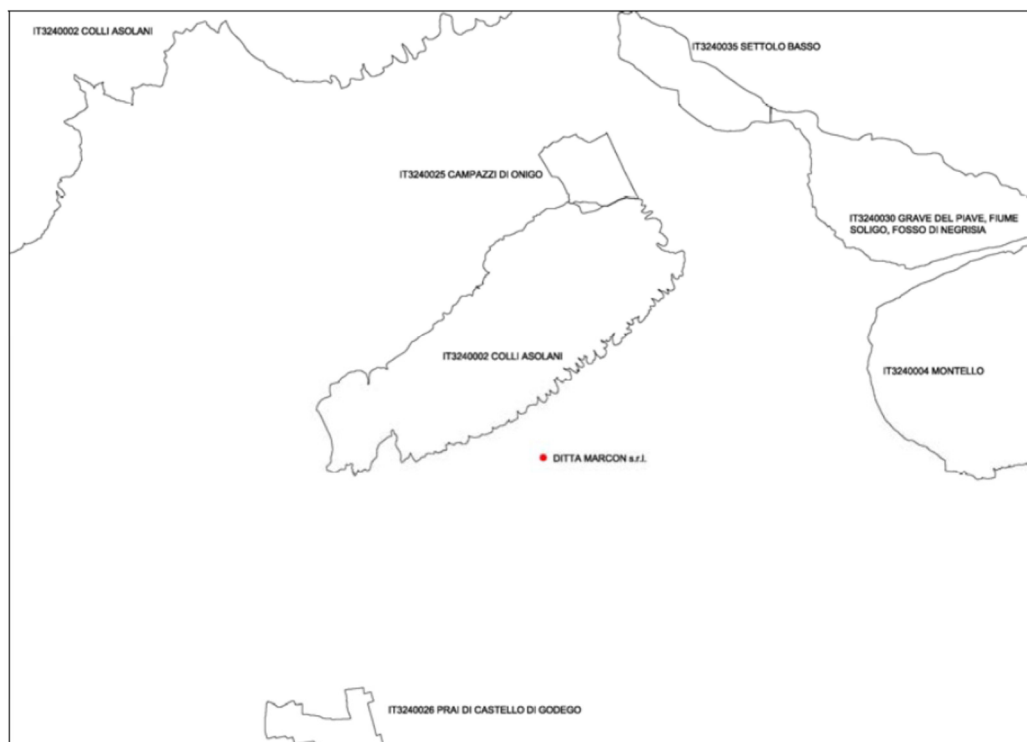 IT3240002 COLLI ASOLANI
IT3240035 SETTOLO BASSO
IT3240025 CAMPAZZI DI ONIGO
IT3240030 GRAVE DEL PIAVE, FIUME
SOLIGO, FOSSO DI NEGRISIA
IT3240002 COLLI ASOLANI
IT3240004 MONTELLO
DITTA MARCON s.r.l.
IT3240026 PRAI DI CASTELLO DI GODEGO